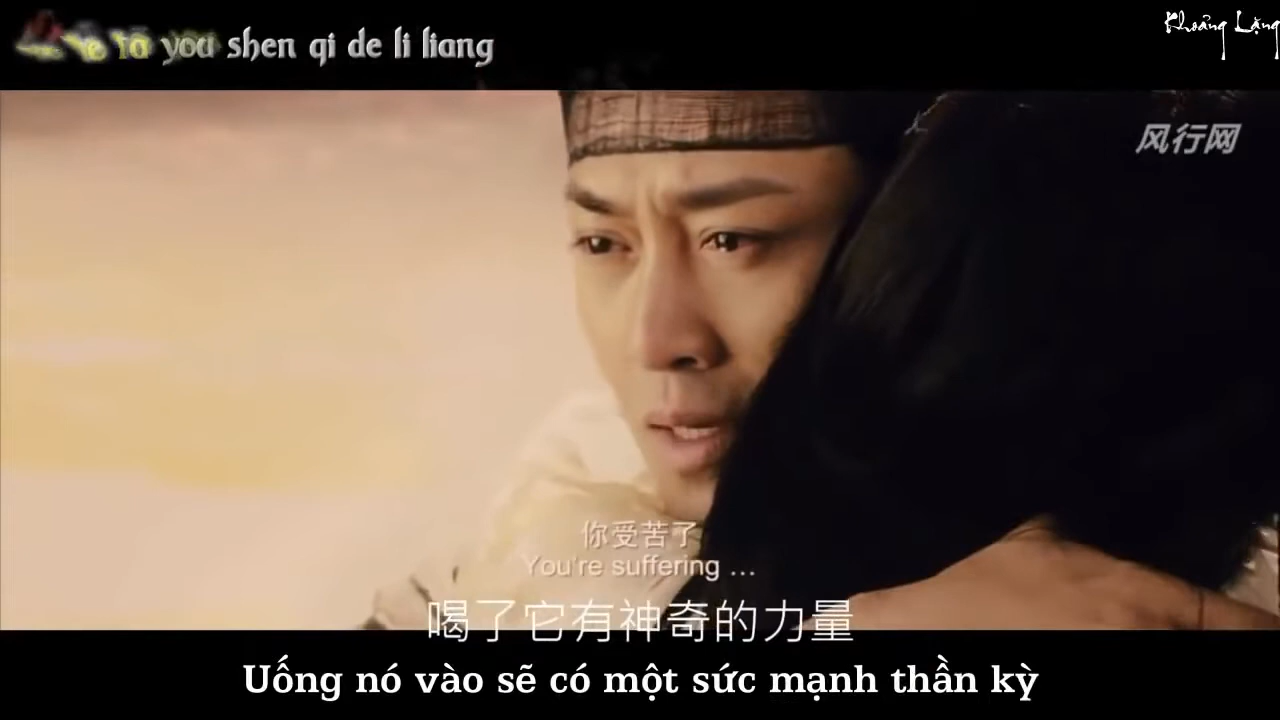 you shen qi de li liang
Khoảng Lặng
风行网
你受苦了
You're suffering ...
喝了它有神奇的力量
Uống nó vào sẽ có một sức mạnh thần kỳ